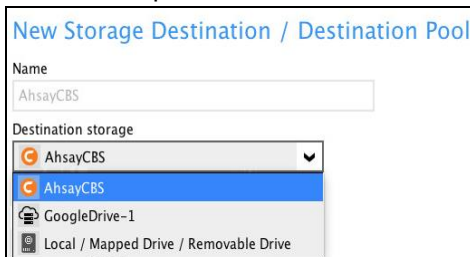 New Storage Destination / Destination Pool
Name
AhsayCBS
Destination storage
AhsayCBS
AhsayCBS
GoogleDrive-1
Local / Mapped Drive / Removable Drive